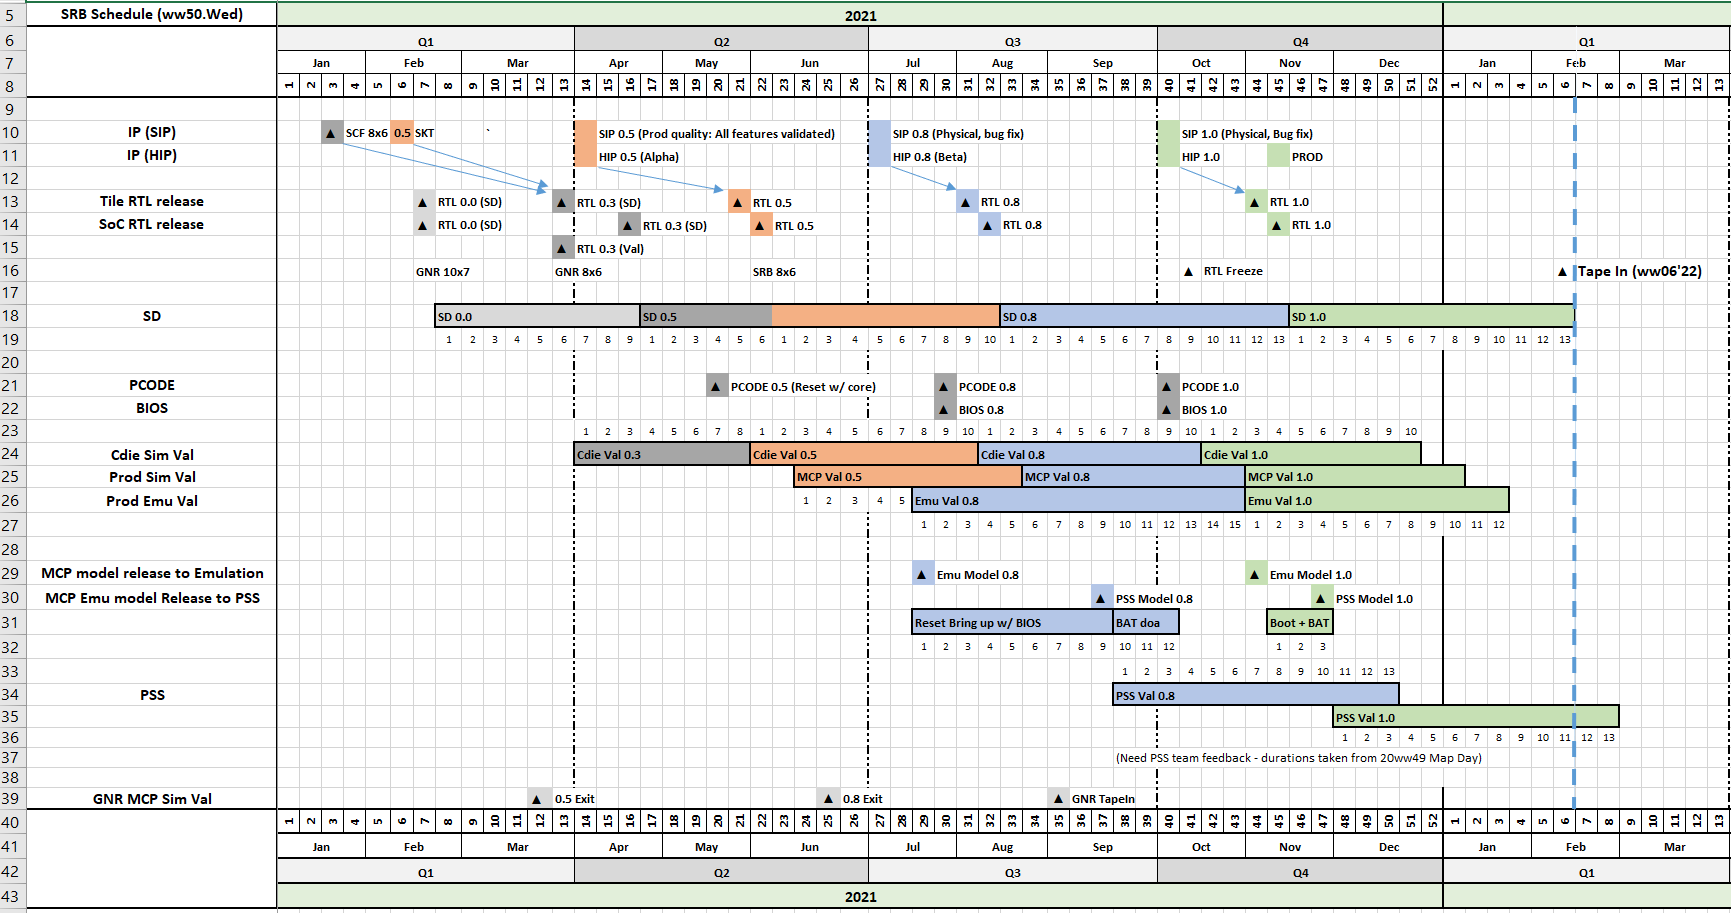 5 SRB Schedule (ww50.Wed) 2021
6 Q1 Q2 Q3 Q4 Q1
7 Jan Feb Mar Apr May Jun Jul Aug Sep Oct Nov Dec Jan Feb Mar
8 1 2 3 4 5 6 7 8 9 10 11 12 13 14 15 16 17 18 19 20 21 22 23 24 25 26 27 28 29 30 31 32 33 34 35 36 37 38 39 40 41 42 43 44 45 46 47 48 49 50 51 52 1 2 3 4 5 6 7 8 9 10 11 12 13
9
10 IP (SIP) ▲ SCF 8x6 0.5 SKT ` SIP 0.5 (Prod quality: All features validated) SIP 0.8 (Physical, bug fix) SIP 1.0 (Physical, Bug fix)
11 IP (HIP) HIP 0.5 (Alpha) HIP 0.8 (Beta) HIP 1.0 PROD
12
13 Tile RTL release ▲ RTL 0.0 (SD) ▲ RTL 0.3 (SD) ▲ RTL 0.5 ▲ RTL 0.8 ▲ RTL 1.0
14 SoC RTL release ▲ RTL 0.0 (SD) ▲ RTL 0.3 (SD) ▲ RTL 0.5 ▲ RTL 0.8 ▲ RTL 1.0
15 ▲ RTL 0.3 (Val)
16 GNR 10x7 GNR 8x6 SRB 8x6 ▲ RTL Freeze ▲ Tape In (ww06'22)
17
18 SD SD 0.0 SD 0.5 SD 0.8 SD 1.0
19 1 2 3 4 5 6 7 8 9 1 2 3 4 5 6 1 2 3 4 5 6 7 8 9 10 1 2 3 4 5 6 7 8 9 10 11 12 13 1 2 3 4 5 6 7 8 9 10 11 12 13
20
21 PCODE ▲ PCODE 0.5 (Reset w/ core) ▲ PCODE 0.8 ▲ PCODE 1.0
22 BIOS ▲ BIOS 0.8 ▲ BIOS 1.0
23 1 2 3 4 5 6 7 8 1 2 3 4 5 6 7 8 9 10 1 2 3 4 5 6 7 8 9 10 1 2 3 4 5 6 7 8 9 10
24 Cdie Sim Val Cdie Val 0.3 Cdie Val 0.5 Cdie Val 0.8 Cdie Val 1.0
25 Prod Sim Val MCP Val 0.5 MCP Val 0.8 MCP Val 1.0
26 Prod Emu Val 1 2 3 4 5 Emu Val 0.8 Emu Val 1.0
27 1 2 3 4 5 6 7 8 9 10 11 12 13 14 15 1 2 3 4 5 6 7 8 9 10 11 12
28
29 MCP model release to Emulation ▲ Emu Model 0.8 ▲ Emu Model 1.0
30 MCP Emu model Release to PSS ▲ PSS Model 0.8 ▲ PSS Model 1.0
31 Reset Bring up w/ BIOS BAT doa Boot + BAT
32 1 2 3 4 5 6 7 8 9 10 11 12 1 2 3
33 1 2 3 4 5 6 7 8 9 10 11 12 13
34 PSS PSS Val 0.8
35 PSS Val 1.0
36 1 2 3 4 5 6 7 8 9 10 11 12 13
37 (Need PSS team feedback - durations taken from 20ww49 Map Day)
38
39 GNR MCP Sim Val ▲ 0.5 Exit ▲ 0.8 Exit ▲ GNR TapeIn
40 1 2 3 4 5 6 7 8 9 10 11 12 13 14 15 16 17 18 19 20 21 22 23 24 25 26 27 28 29 30 31 32 33 34 35 36 37 38 39 40 41 42 43 44 45 46 47 48 49 50 51 52 1 2 3 4 5 6 7 8 9 10 11 12 13
41 Jan Feb Mar Apr May Jun Jul Aug Sep Oct Nov Dec Jan Feb Mar
42 Q1 Q2 Q3 Q4 Q1
43 2021